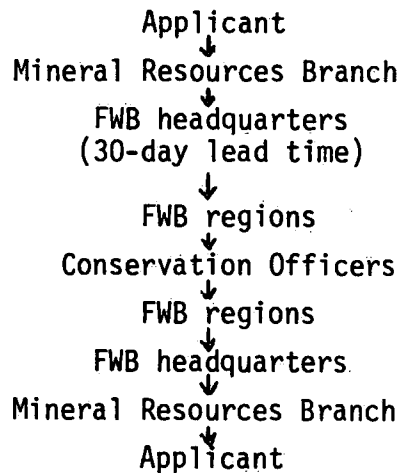 Applicant
Mineral Resources Branch
FWB headquarters
(30-day lead time)
FWB regions
Conservation Officers
FWB regions
FWB headquarters
Mineral Resources Branch
Applicant